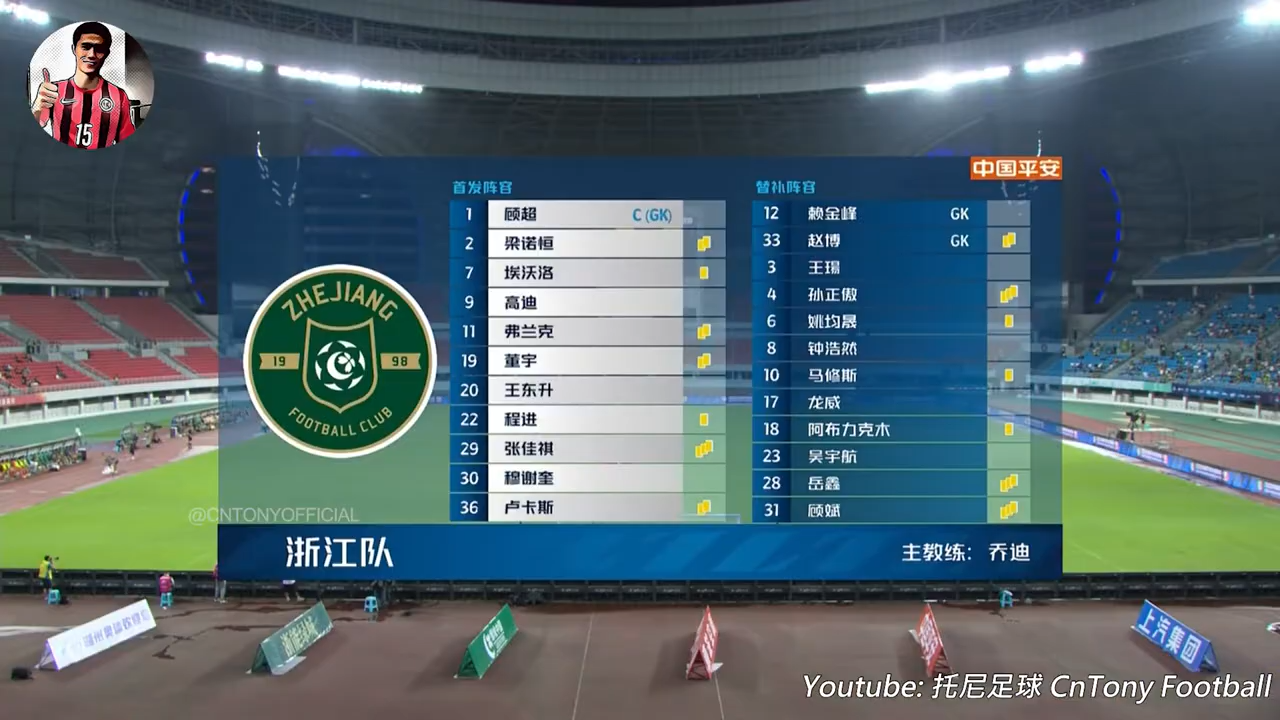 15
中国平安
首发阵容
1 顾超 C (GK)
2 梁诺恒
7 埃沃洛
9 高迪
11 弗兰克
19 董宇
20 王东升
22 程进
29 张佳祺
30 穆谢奎
36 卢卡斯
替补阵容
12 赖金峰 GK
33 赵博 GK
3 王瑒
4 孙正傲
6 姚均晟
8 钟浩然
10 马修斯
17 龙威
18 阿布力克木
23 吴宇航
28 岳鑫
31 顾斌
ZHEJIANG
19 98
FOOTBALL CLUB
@CNTONYOFFICIAL
浙江队
主教练：乔迪
上汽集团
Youtube: 托尼足球 CnTony Football